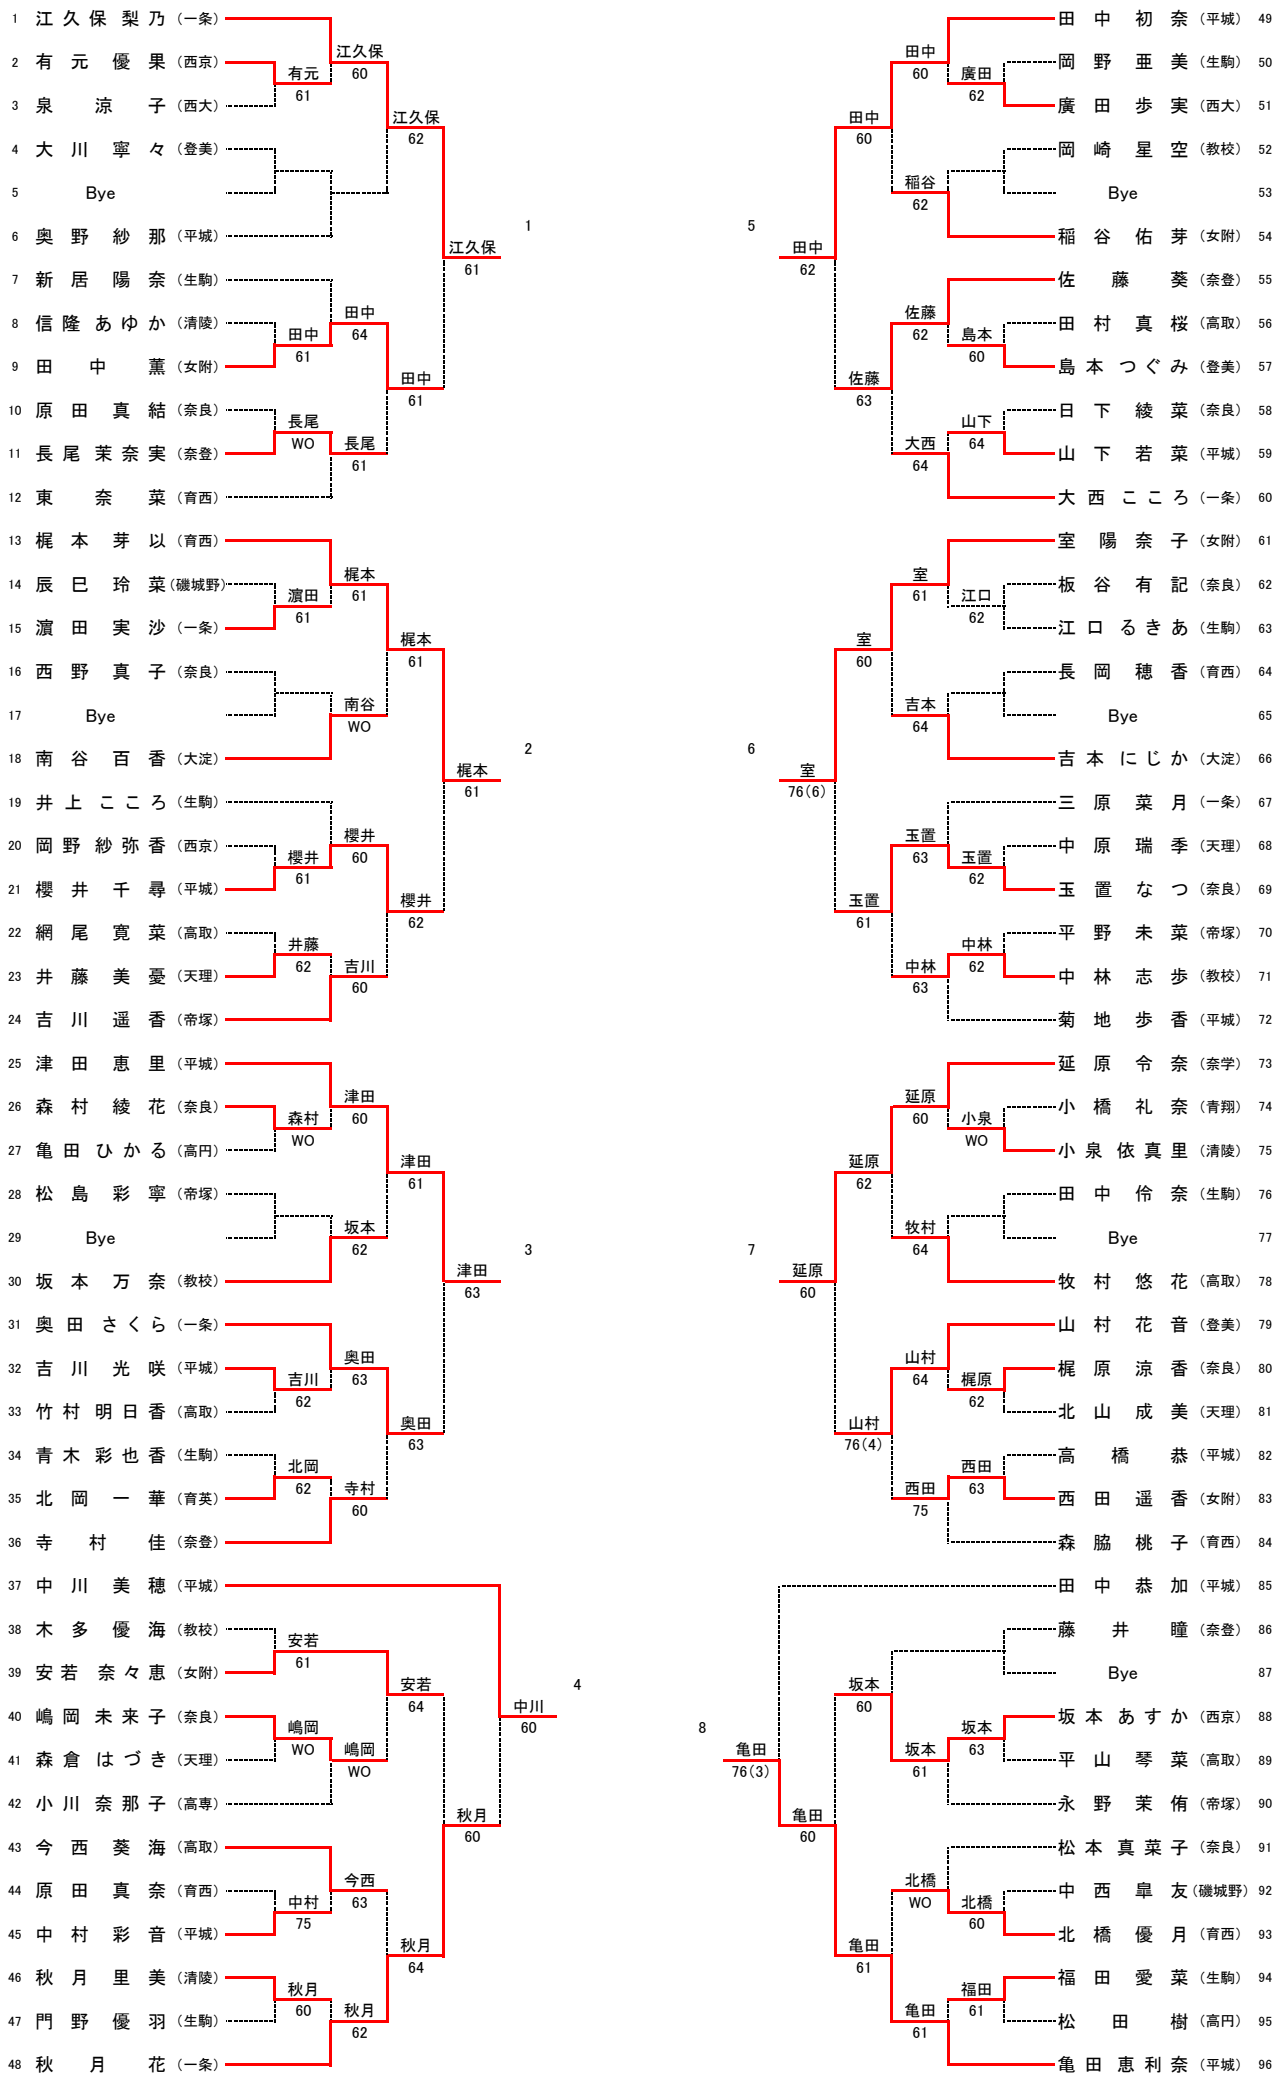 1 江久保 梨乃 (一条)
江久保
60
2 有元 優果 (西京)
有元
61
3 泉 涼子 (西大)
江久保
62
4 大川 寧々 (登美)
5 Bye
6 奥野 紗那 (平城)
1
江久保
61
7 新居 陽奈 (生駒)
8 信隆 あゆか (清陵)
田中
61
田中
64
9 田中 薫 (女附)
田中
61
10 原田 真結 (奈良)
長尾
WO
11 長尾 茉奈実 (奈登)
長尾
61
12 東 奈菜 (育西)
13 梶本 芽以 (育西)
梶本
61
14 辰巳 玲菜 (磯城野)
濵田
61
15 濵田 実沙 (一条)
梶本
61
16 西野 真子 (奈良)
17 Bye
南谷
WO
18 南谷 百香 (大淀)
2
梶本
61
19 井上 こころ (生駒)
20 岡野 紗弥香 (西京)
櫻井
61
櫻井
60
21 櫻井 千尋 (平城)
櫻井
62
22 網尾 寛菜 (高取)
井藤
62
23 井藤 美憂 (天理)
吉川
60
24 吉川 遥香 (帝塚)
25 津田 恵里 (平城)
津田
60
26 森村 綾花 (奈良)
森村
WO
27 亀田 ひかる (高円)
津田
61
28 松島 彩寧 (帝塚)
29 Bye
坂本
62
30 坂本 万奈 (教校)
3
津田
63
31 奥田 さくら (一条)
奥田
63
32 吉川 光咲 (平城)
吉川
62
33 竹村 明日香 (高取)
奥田
63
34 青木 彩也香 (生駒)
北岡
62
35 北岡 一華 (育英)
寺村
60
36 寺村 佳 (奈登)
37 中川 美穂 (平城)
38 木多 優海 (教校)
安若
61
39 安若 奈々恵 (女附)
安若
64
4
中川
60
40 嶋岡 未来子 (奈良)
嶋岡
WO
41 森倉 はづき (天理)
嶋岡
WO
42 小川 奈那子 (高専)
秋月
60
43 今西 葵海 (高取)
今西
63
44 原田 真奈 (育西)
中村
75
45 中村 彩音 (平城)
秋月
64
46 秋月 里美 (清陵)
秋月
60
47 門野 優羽 (生駒)
秋月
62
48 秋月 花 (一条)
田中 初奈 (平城) 49
田中
60
岡野 亜美 (生駒) 50
廣田
62
廣田 歩実 (西大) 51
田中
60
岡崎 星空 (教校) 52
稲谷
62
Bye 53
稲谷 佑芽 (女附) 54
5
田中
62
佐藤 葵 (奈登) 55
佐藤
62
田村 真桜 (高取) 56
島本
60
島本 つぐみ (登美) 57
佐藤
63
日下 綾菜 (奈良) 58
山下
64
山下 若菜 (平城) 59
大西
64
大西 こころ (一条) 60
室 陽奈子 (女附) 61
室
61
板谷 有記 (奈良) 62
江口
62
江口 るきあ (生駒) 63
室
60
長岡 穂香 (育西) 64
吉本
64
Bye 65
吉本 にじか (大淀) 66
6
室
76(6)
三原 菜月 (一条) 67
玉置
63
中原 瑞季 (天理) 68
玉置
62
玉置 なつ (奈良) 69
玉置
61
平野 未菜 (帝塚) 70
中林
62
中林 志歩 (教校) 71
中林
63
菊地 歩香 (平城) 72
延原 令奈 (奈学) 73
延原
60
小橋 礼奈 (青翔) 74
小泉
WO
小泉 依真里 (清陵) 75
延原
62
田中 伶奈 (生駒) 76
牧村
64
Bye 77
牧村 悠花 (高取) 78
7
延原
60
山村 花音 (登美) 79
山村
64
梶原 涼香 (奈良) 80
梶原
62
北山 成美 (天理) 81
山村
76(4)
高橋 恭 (平城) 82
西田
63
西田 遥香 (女附) 83
西田
75
森脇 桃子 (育西) 84
田中 恭加 (平城) 85
藤井 瞳 (奈登) 86
Bye 87
坂本
60
坂本 あすか (西京) 88
坂本
63
8
亀田
76(3)
坂本
61
平山 琴菜 (高取) 89
永野 茉侑 (帝塚) 90
亀田
60
松本 真菜子 (奈良) 91
北橋
WO
中西 皐友 (磯城野) 92
北橋
60
北橋 優月 (育西) 93
亀田
61
福田 愛菜 (生駒) 94
福田
61
松田 樹 (高円) 95
亀田
61
亀田 恵利奈 (平城) 96